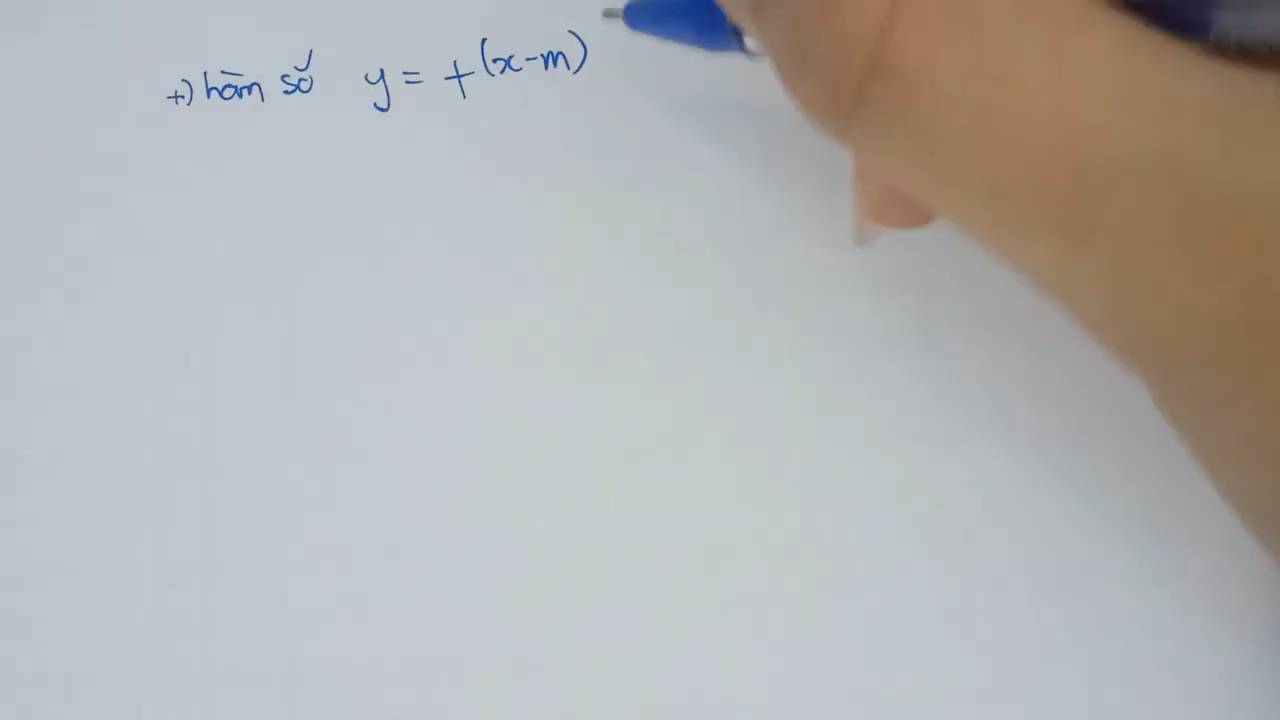 +) hàm số y = f(x-m)